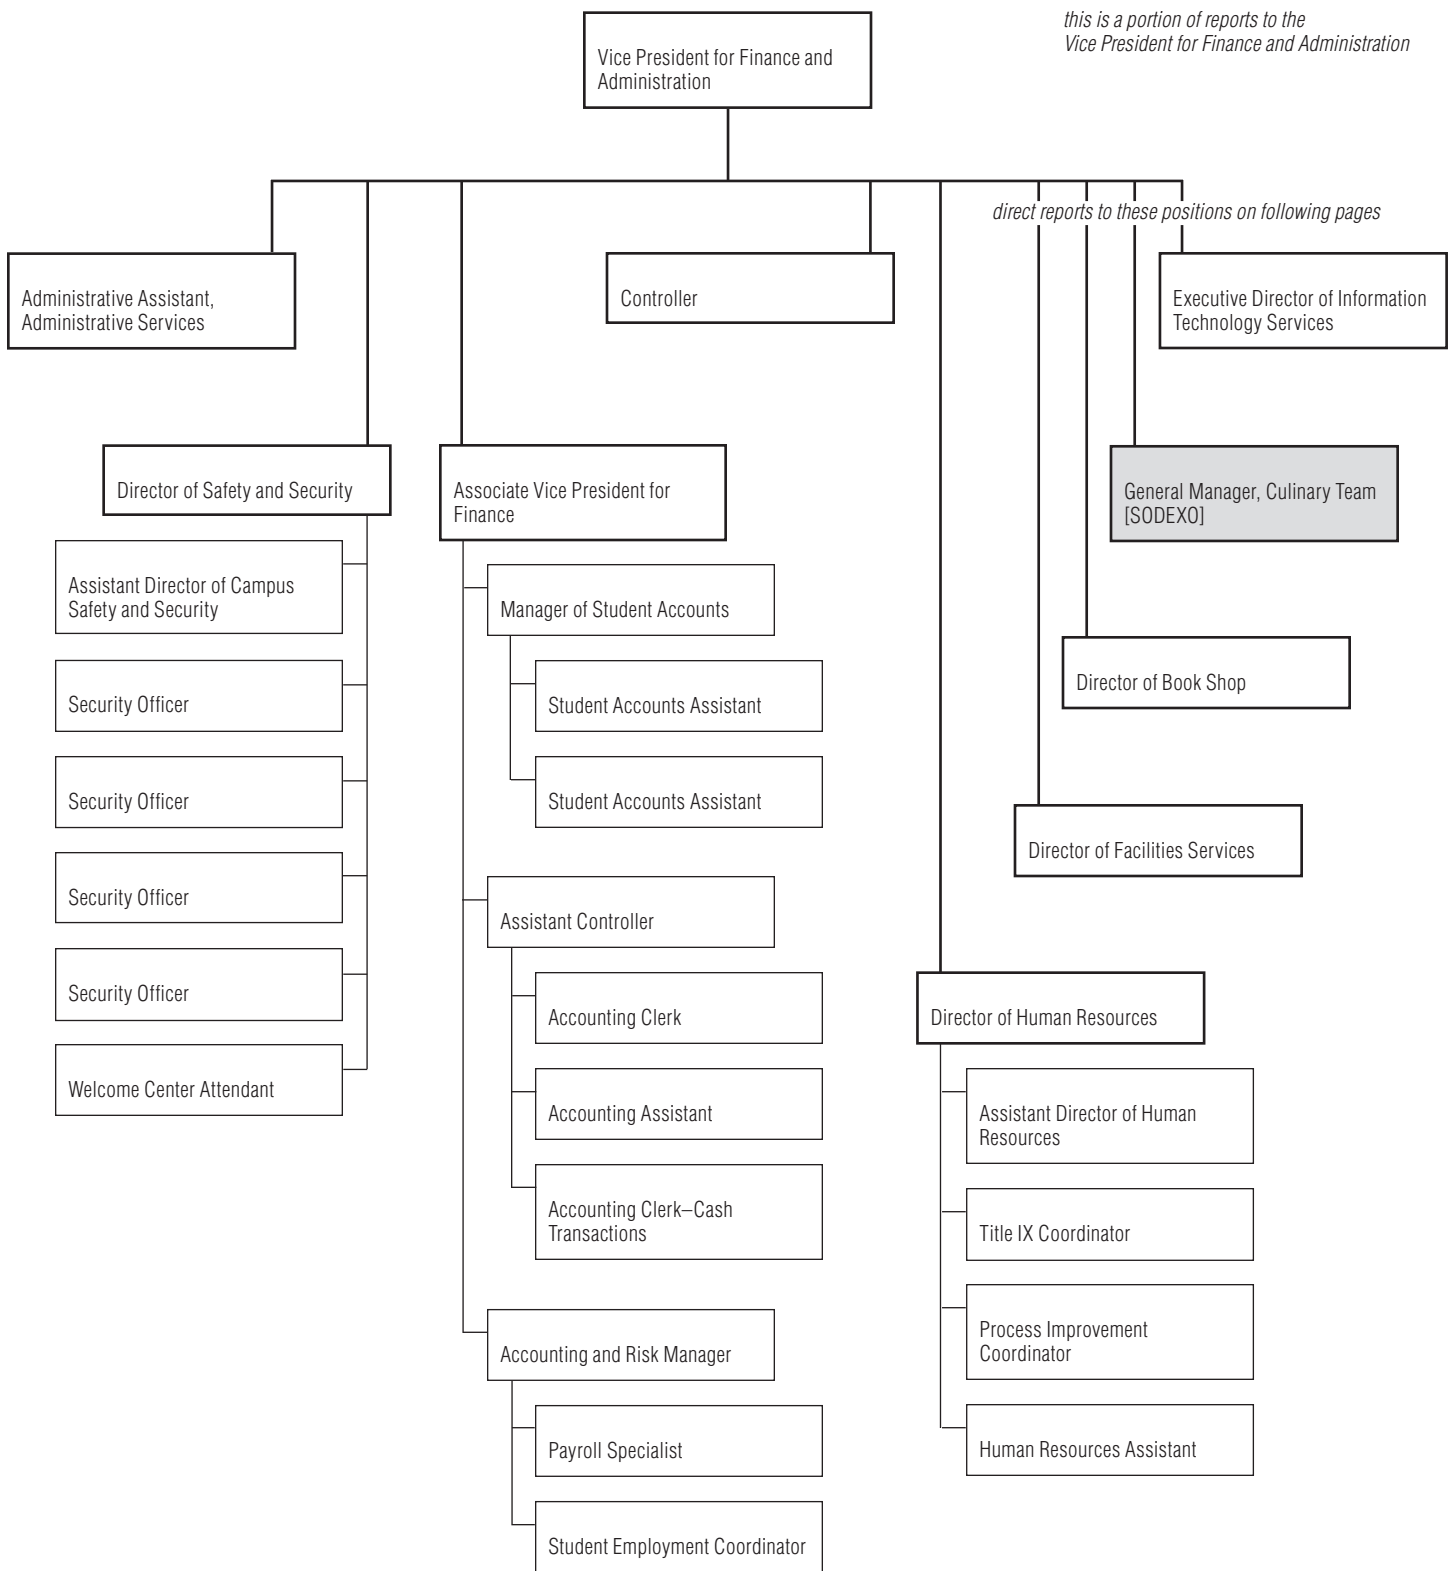 this is a portion of reports to the
Vice President for Finance and Administration
Vice President for Finance and
Administration
direct reports to these positions on following pages
Administrative Assistant,
Administrative Services
Controller
Executive Director of Information
Technology Services
Director of Safety and Security
Assistant Director of Campus
Safety and Security
Security Officer
Security Officer
Security Officer
Security Officer
Welcome Center Attendant
Associate Vice President for
Finance
Manager of Student Accounts
Student Accounts Assistant
Student Accounts Assistant
Assistant Controller
Accounting Clerk
Accounting Assistant
Accounting Clerk–Cash
Transactions
Accounting and Risk Manager
Payroll Specialist
Student Employment Coordinator
General Manager, Culinary Team
[SODEXO]
Director of Book Shop
Director of Facilities Services
Director of Human Resources
Assistant Director of Human
Resources
Title IX Coordinator
Process Improvement
Coordinator
Human Resources Assistant